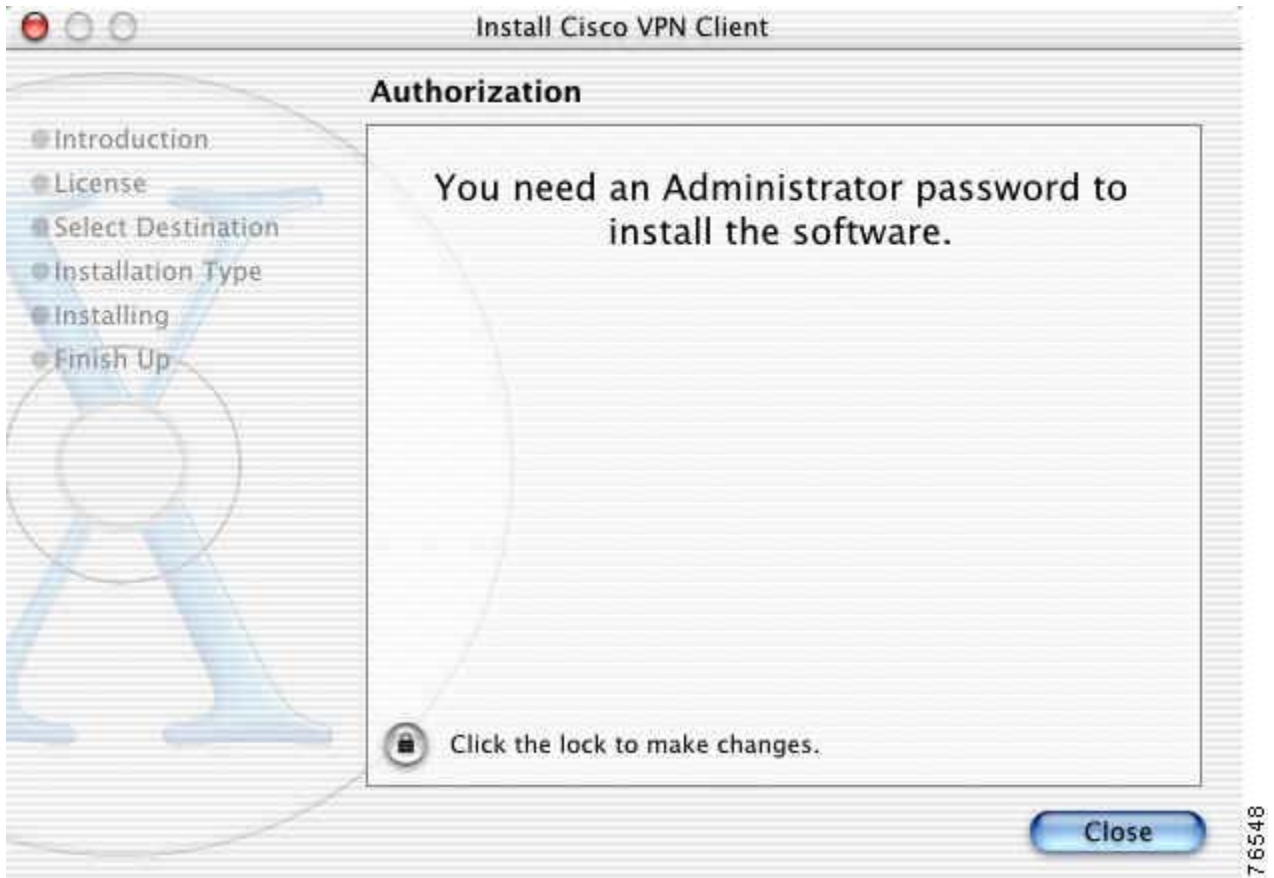 Install Cisco VPN Client
Authorization
Introduction
License
Select Destination
Installation Type
Installing
Finish Up
You need an Administrator password to
install the software.
Click the lock to make changes.
Close
76548